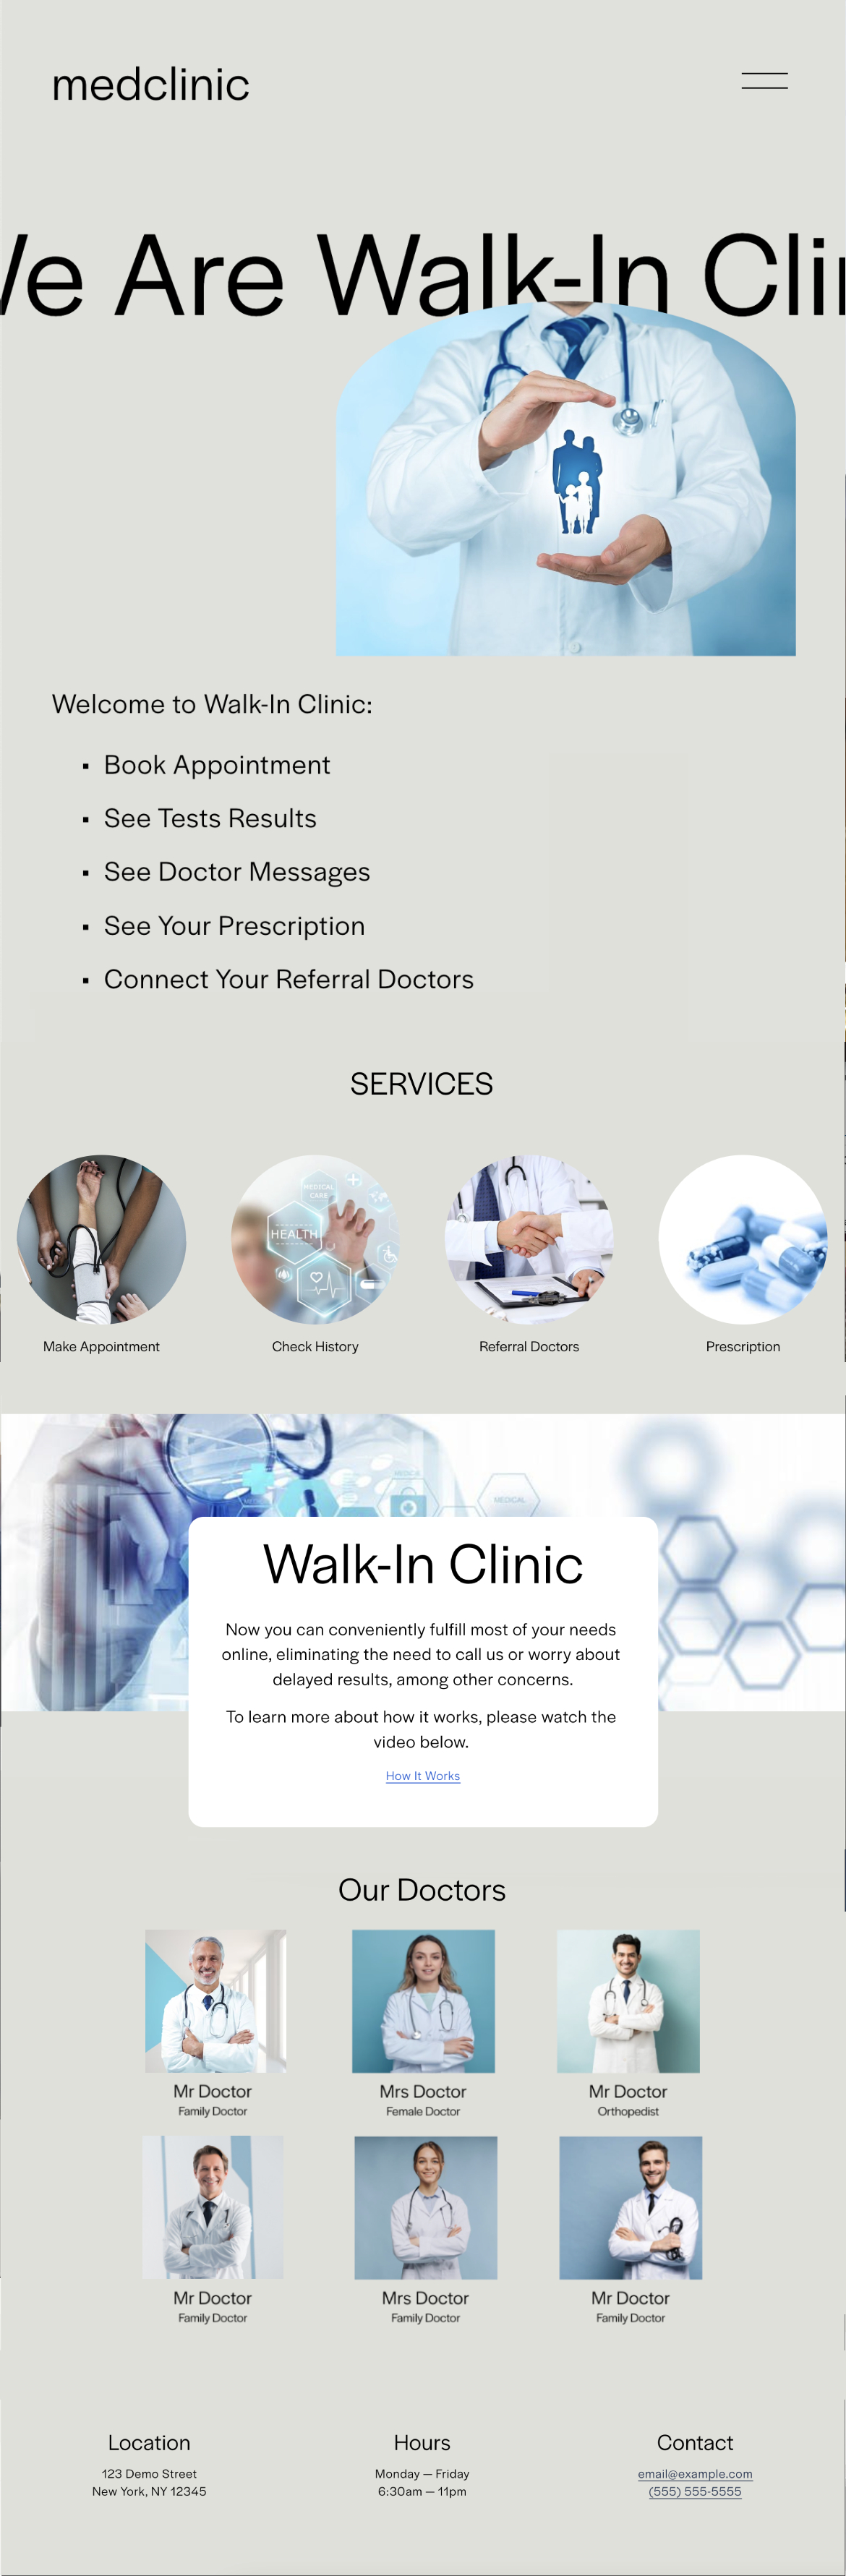 medclinic
We Are Walk-In Clin
Welcome to Walk-In Clinic:
Book Appointment
See Tests Results
See Doctor Messages
See Your Prescription
Connect Your Referral Doctors
SERVICES
MEDICAL
CARE
HEALTH
Make Appointment
Check History
Referral Doctors
Prescription
MEDICAL
Walk-In Clinic
Now you can conveniently fulfill most of your needs
online, eliminating the need to call us or worry about
delayed results, among other concerns.
To learn more about how it works, please watch the
video below.
How It Works
Our Doctors
Mr Doctor
Family Doctor
Mrs Doctor
Female Doctor
Mr Doctor
Orthopedist
Mr Doctor
Family Doctor
Mrs Doctor
Family Doctor
Mr Doctor
Family Doctor
Location
123 Demo Street
New York, NY 12345
Hours
Monday — Friday
6:30am — 11pm
Contact
email@example.com
(555) 555-5555